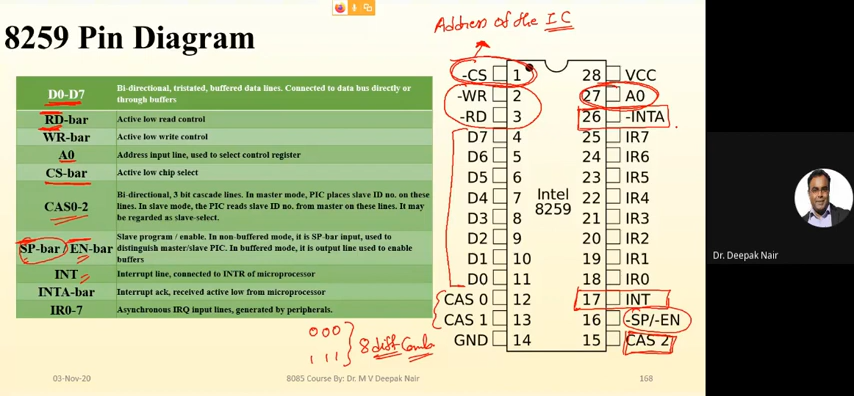 Address of the IC
8259 Pin Diagram
D0-D7 Bi-directional, tristated, buffered data lines. Connected to data bus directly or
through buffers
RD-bar Active low read control
WR-bar Active low write control
A0 Address input line, used to select control register
CS-bar Active low chip select
CAS0-2 Bi-directional, 3 bit cascade lines. In master mode, PIC places slave ID no. on these
lines. In slave mode, the PIC reads slave ID no. from master on these lines. It may
be regarded as slave-select.
SP-bar / EN-bar Slave program / enable. In non-buffered mode, it is SP-bar input, used to
distinguish master/slave PIC. In buffered mode, it is output line used to enable
buffers
INT Interrupt line, connected to INTR of microprocessor
INTA-bar Interrupt ack, received active low from microprocessor
IR0-7 Asynchronous IRQ input lines, generated by peripherals.
-CS 1 28 VCC
-WR 2 27 A0
-RD 3 26 -INTA
D7 4 25 IR7
D6 5 24 IR6
D5 6 23 IR5
D4 7 22 IR4
D3 8 21 IR3
D2 9 20 IR2
D1 10 19 IR1
D0 11 18 IR0
CAS 0 12 17 INT
CAS 1 13 16 -SP/-EN
GND 14 15 CAS 2
Intel
8259
000
111
8 diff Combo
03-Nov-20
8085 Course By: Dr. M V Deepak Nair
168
Dr. Deepak Nair